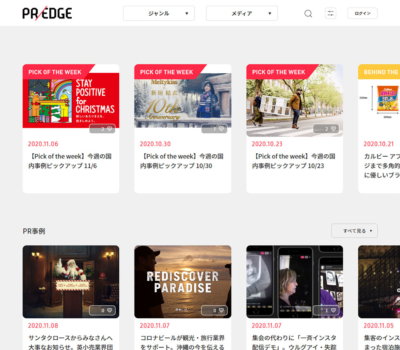 PR EDGE
ジャンル
メディア
ログイン
PICK OF THE WEEK
STAY
POSITIVE
for
CHRISTMAS
2020.11.06
【Pick of the week】今週の国
内事例ピックアップ 11/6
PICK OF THE WEEK
10th
Anniversary
2020.10.30
【Pick of the week】今週の国
内事例ピックアップ 10/30
PICK OF THE WEEK
2020.10.23
【Pick of the week】今週の国
内事例ピックアップ 10/23
BEHIND THE
2020.10.21
カルビー アフ
ジまで多角的
に優しいブラ
PR事例
すべて見る
8
2020.11.08
サンタクロースからみなさんへ
大事なお知らせ。英小売業界団
REDISCOVER
PARADISE
2020.11.07
コロナビールが観光・旅行業界
をサポート。沖縄の今を伝える
2020.11.07
集会の代わりに「一斉インスタ
配信デモ」。ウルグアイ・失踪
2020.11.05
集客のインス
まった宿泊施